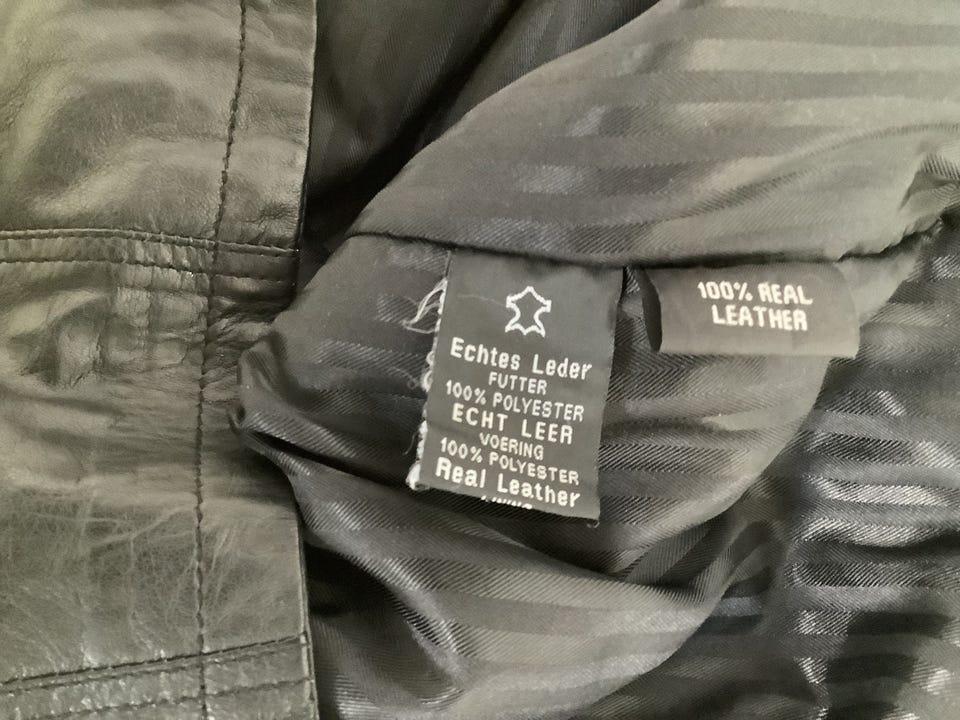 Echtes Leder
FUTTER
100% POLYESTER
ECHT LEER
VOERING
100% POLYESTER
Real Leather
100% REAL
LEATHER